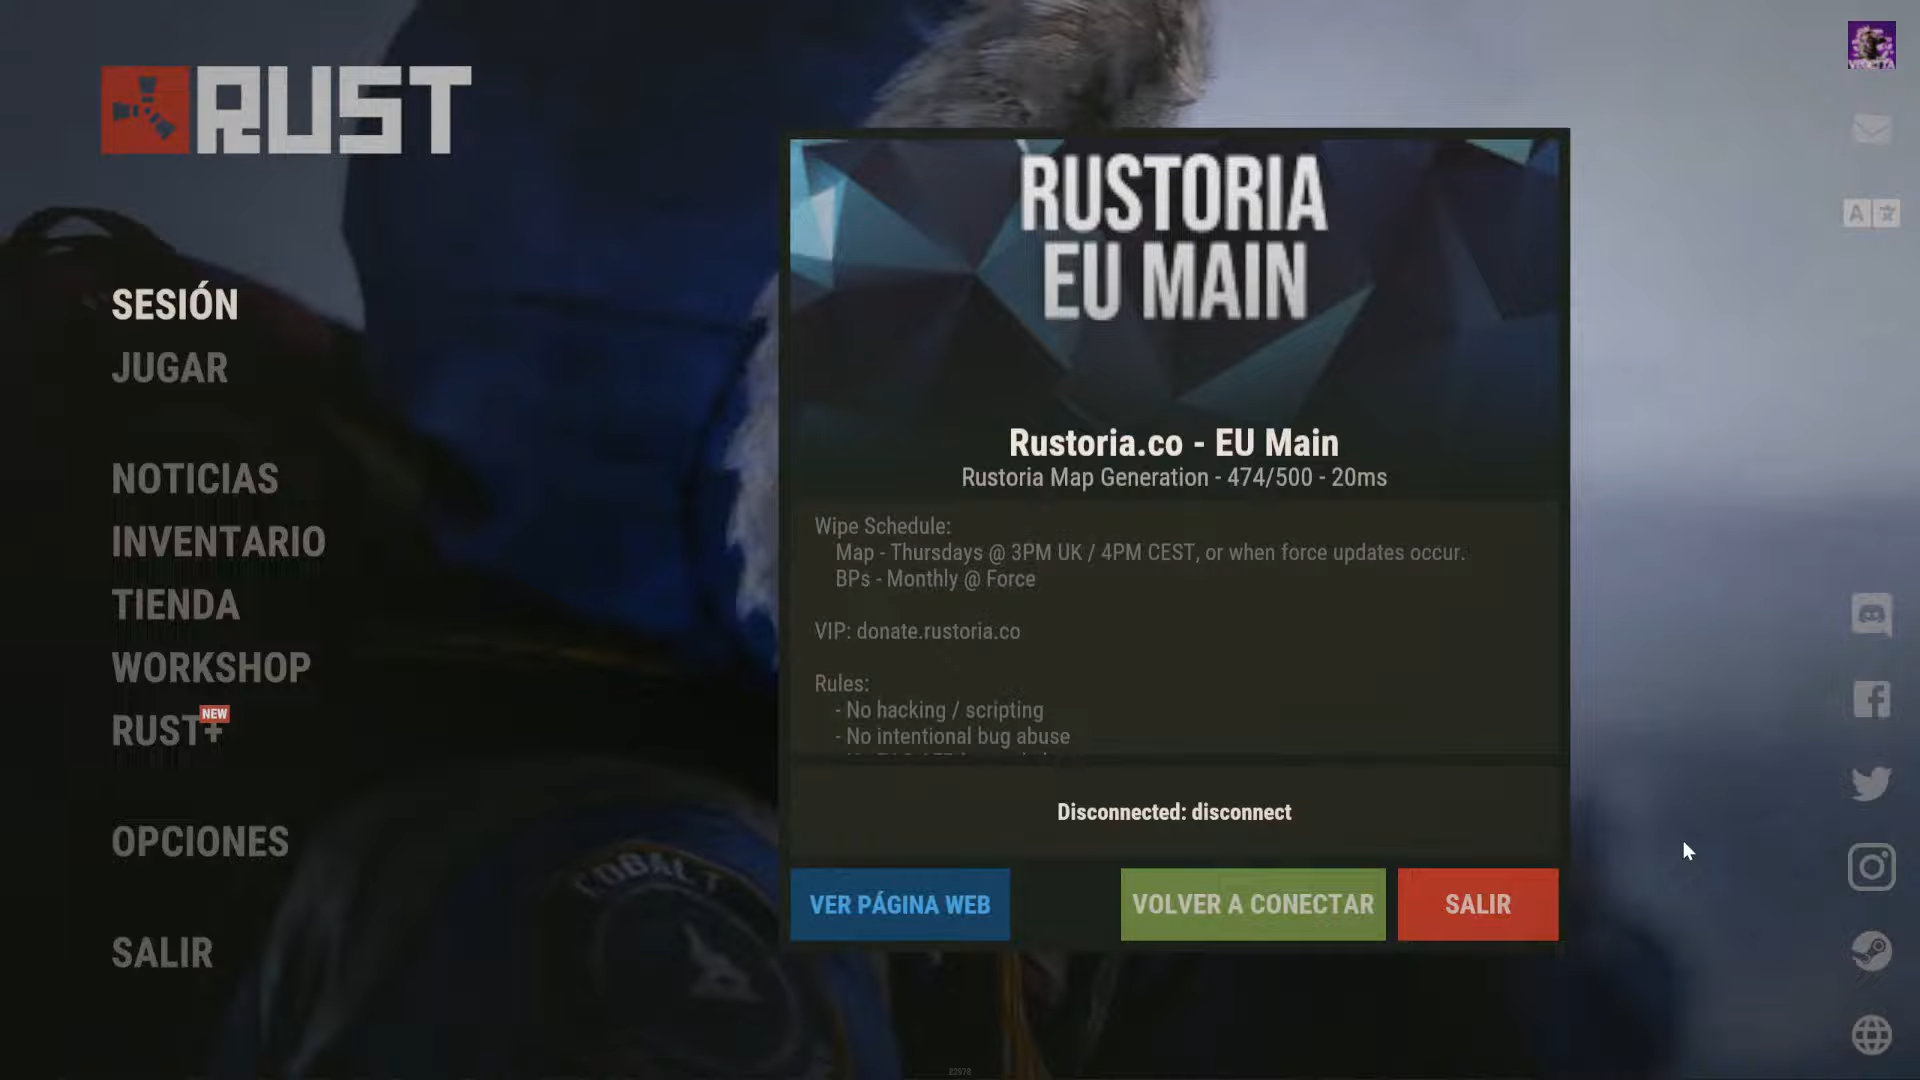 RUST
SESIÓN
JUGAR
NOTICIAS
INVENTARIO
TIENDA
WORKSHOP
RUST+ NEW
OPCIONES
SALIR
RUSTORIA
EU MAIN
Rustoria.co - EU Main
Rustoria Map Generation - 474/500 - 20ms
Wipe Schedule:
Map - Thursdays @ 3PM UK / 4PM CEST, or when force updates occur.
BPs - Monthly @ Force
VIP: donate.rustoria.co
Rules:
- No hacking / scripting
- No intentional bug abuse
Disconnected: disconnect
VER PÁGINA WEB
VOLVER A CONECTAR
SALIR
COBALT